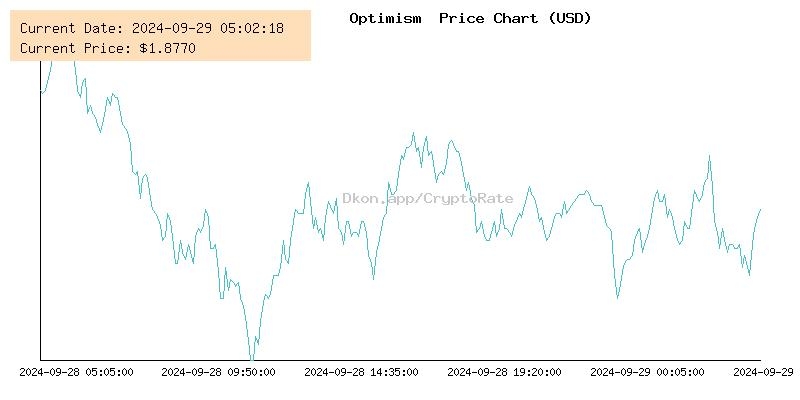 Optimism  Price Chart (USD)
Current Date: 2024-09-29 05:02:18
Current Price: $1.8770
Dkon.app/CryptoRate
2024-09-28 05:05:00 2024-09-28 09:50:00 2024-09-28 14:35:00 2024-09-28 19:20:00 2024-09-29 00:05:00 2024-09-29